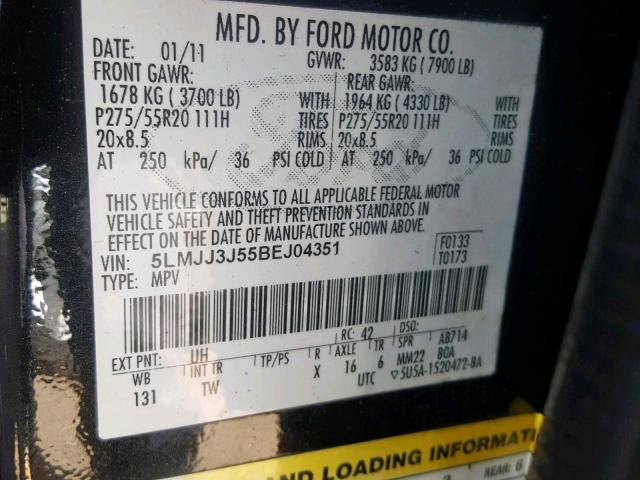 MFD. BY FORD MOTOR CO.
DATE: 01/11 GVWR: 3583 KG ( 7900 LB)
FRONT GAWR: REAR GAWR:
1678 KG ( 3700 LB) WITH 1964 KG ( 4330 LB) WITH
P275/55R20 111H TIRES P275/55R20 111H TIRES
20x8.5 RIMS 20x8.5 RIMS
AT 250 kPa/ 36 PSI COLD AT 250 kPa/ 36 PSI COLD
THIS VEHICLE CONFORMS TO ALL APPLICABLE FEDERAL MOTOR
VEHICLE SAFETY AND THEFT PREVENTION STANDARDS IN
EFFECT ON THE DATE OF MANUFACTURE SHOWN ABOVE.
VIN: 5LMJJ3J55BEJ04351 F0133
TYPE: MPV T0173
RC: 42 DSO:
EXT PNT: UH TP/PS R AXLE TR SPR AB714
WB INT TR X 16 6 MM22 BOA
131 TW UTC ▽5U5A-1520472-BA
AND LOADING INFORMATI
REAR: